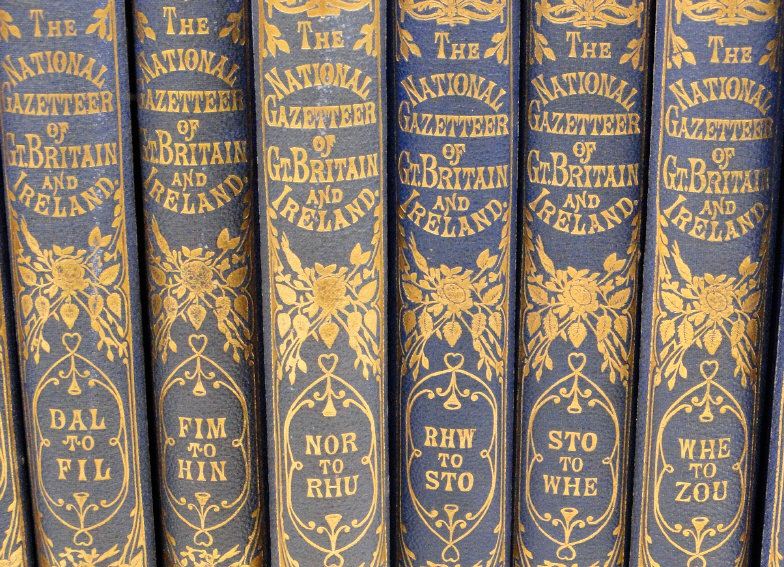 THE
NATIONAL
GAZETTEER
OF
GT. BRITAIN
AND
IRELAND.
DAL
TO
FIL
THE
NATIONAL
GAZETTEER
OF
GT. BRITAIN
AND
IRELAND.
FIM
TO
HIN
THE
NATIONAL
GAZETTEER
OF
GT. BRITAIN
AND
IRELAND.
NOR
TO
RHU
THE
NATIONAL
GAZETTEER
OF
GT. BRITAIN
AND
IRELAND.
RHW
TO
STO
THE
NATIONAL
GAZETTEER
OF
GT. BRITAIN
AND
IRELAND.
STO
TO
WHE
THE
NATIONAL
GAZETTEER
OF
GT. BRITAIN
AND
IRELAND.
WHE
TO
ZOU